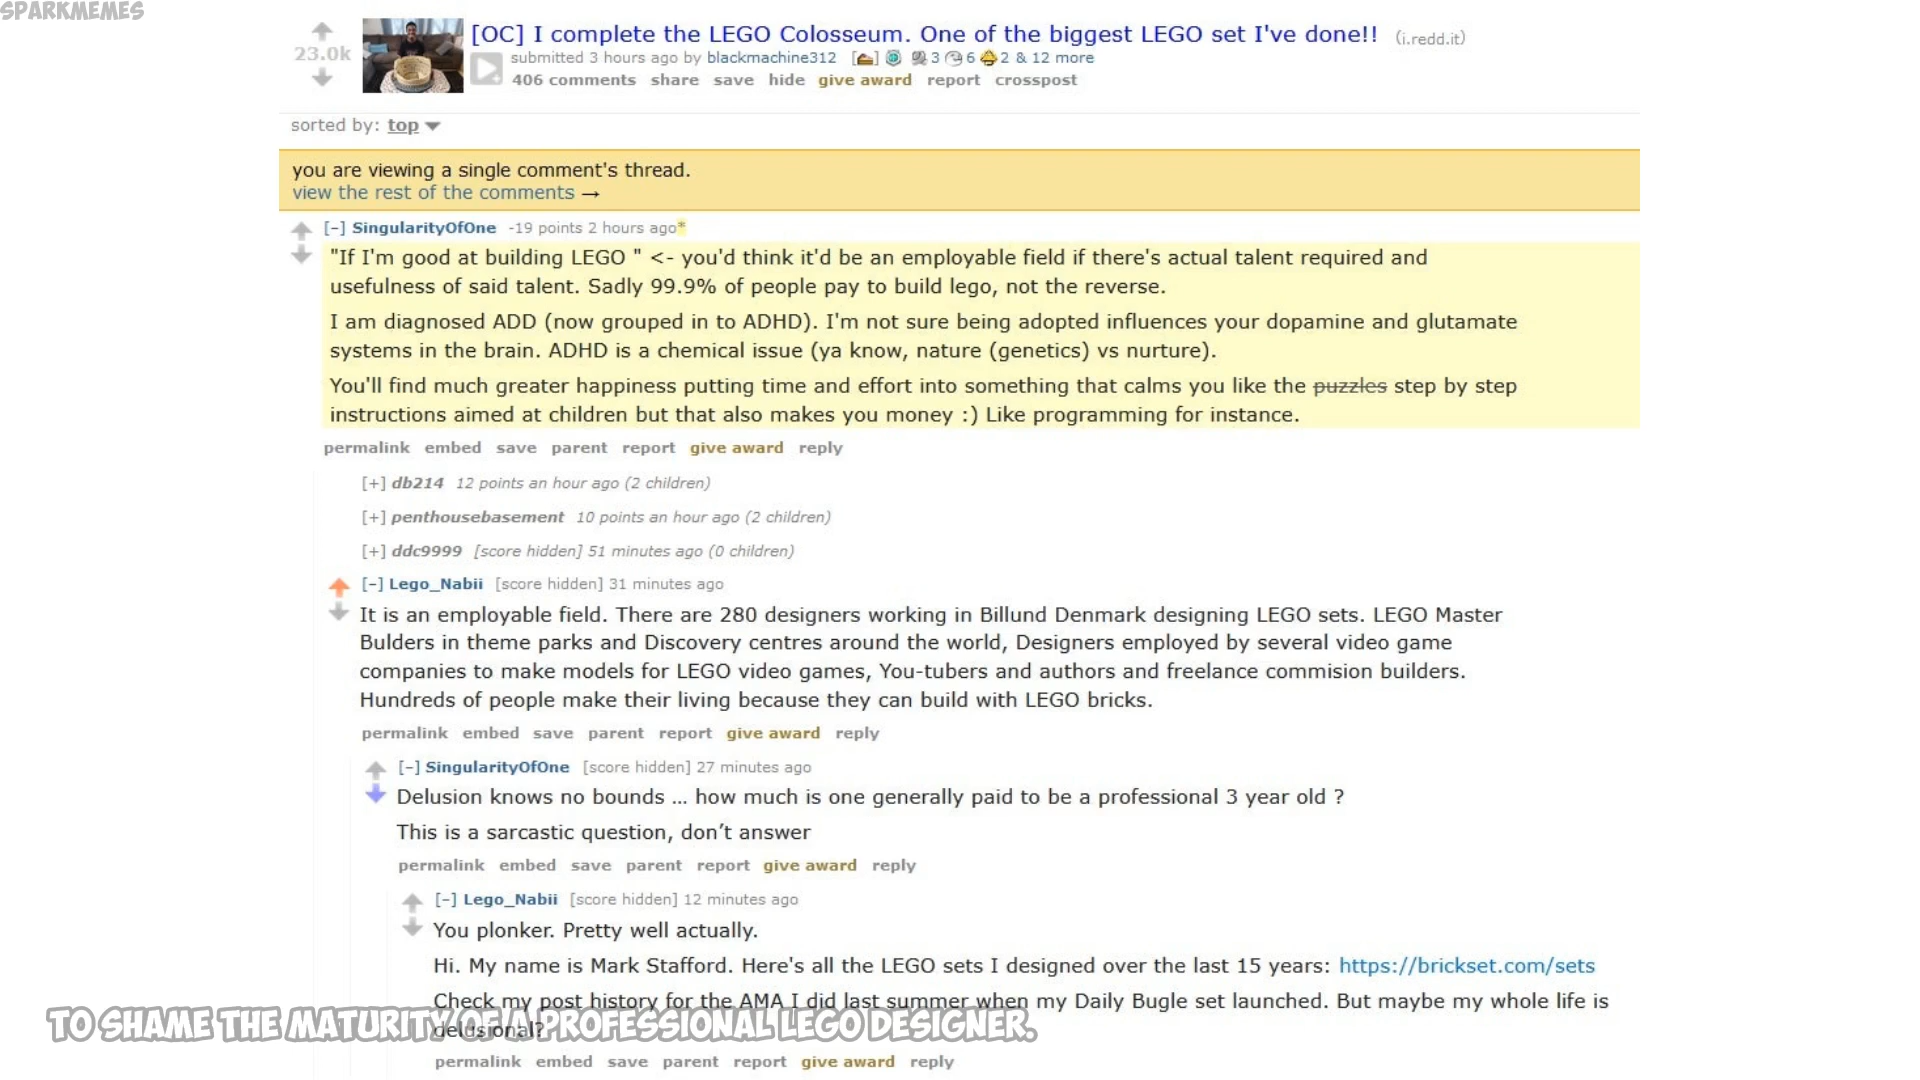 SPARKMEMES
[OC] I complete the LEGO Colosseum. One of the biggest LEGO set I've done!! (i.redd.it)
23.0k
submitted 3 hours ago by blackmachine312 3 6 2 & 12 more
406 comments share save hide give award report crosspost
sorted by: top
you are viewing a single comment's thread.
view the rest of the comments →
[–] SingularityOfOne -19 points 2 hours ago*
"If I'm good at building LEGO " <- you'd think it'd be an employable field if there's actual talent required and
usefulness of said talent. Sadly 99.9% of people pay to build lego, not the reverse.
I am diagnosed ADD (now grouped in to ADHD). I'm not sure being adopted influences your dopamine and glutamate
systems in the brain. ADHD is a chemical issue (ya know, nature (genetics) vs nurture).
You'll find much greater happiness putting time and effort into something that calms you like the puzzles step by step
instructions aimed at children but that also makes you money :) Like programming for instance.
permalink embed save parent report give award reply
[+] db214 12 points an hour ago (2 children)
[+] penthousebasement 10 points an hour ago (2 children)
[+] ddc9999 [score hidden] 51 minutes ago (0 children)
[–] Lego_Nabii [score hidden] 31 minutes ago
It is an employable field. There are 280 designers working in Billund Denmark designing LEGO sets. LEGO Master
Bulders in theme parks and Discovery centres around the world, Designers employed by several video game
companies to make models for LEGO video games, You-tubers and authors and freelance commision builders.
Hundreds of people make their living because they can build with LEGO bricks.
permalink embed save parent report give award reply
[–] SingularityOfOne [score hidden] 27 minutes ago
Delusion knows no bounds ... how much is one generally paid to be a professional 3 year old ?
This is a sarcastic question, don’t answer
permalink embed save parent report give award reply
[–] Lego_Nabii [score hidden] 12 minutes ago
You plonker. Pretty well actually.
Hi. My name is Mark Stafford. Here's all the LEGO sets I designed over the last 15 years: https://brickset.com/sets
Check my post history for the AMA I did last summer when my Daily Bugle set launched. But maybe my whole life is
delusional?
TO SHAME THE MATURITY OF A PROFESSIONAL LEGO DESIGNER.
permalink embed save parent report give award reply